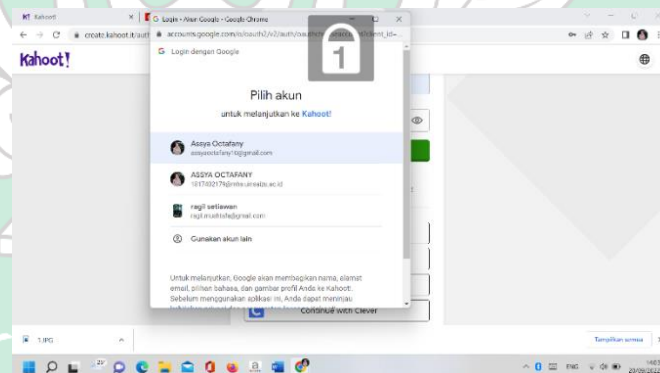 Kahoot!
Login - Akun Google - Google Chrome
Login dengan Google
1
Pilih akun
untuk melanjutkan ke Kahoot!
Assya Octafany
ASSYA OCTAFANY
ragil setiawan
Gunakan akun lain
Untuk melanjutkan, Google akan membagikan nama, alamat
email, pilihan bahasa, dan gambar profil Anda ke Kahoot!.
Sebelum menggunakan aplikasi ini, Anda dapat meninjau
Continue with Clever
1.JPG
Tampilkan semua
ENG